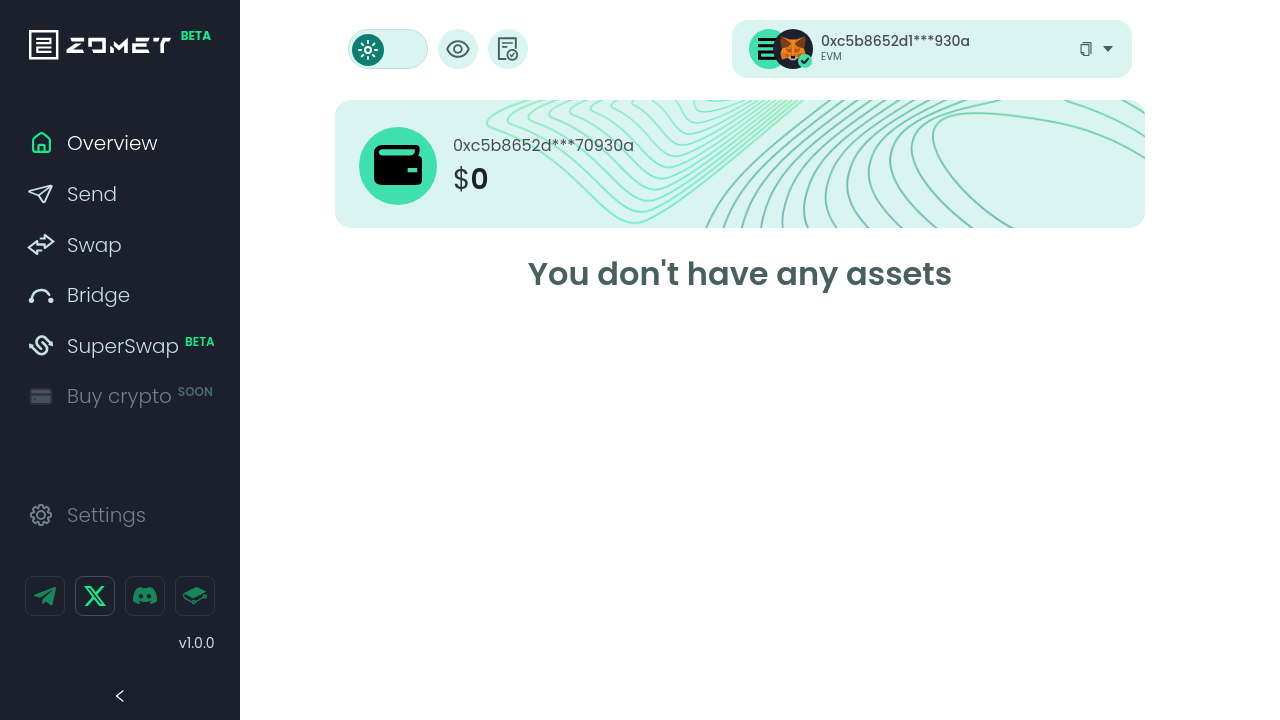 ZOMET BETA
0xc5b8652d1***930a
EVM
Overview
Send
Swap
Bridge
SuperSwap BETA
Buy crypto SOON
Settings
v1.0.0
0xc5b8652d***70930a
$0
You don't have any assets